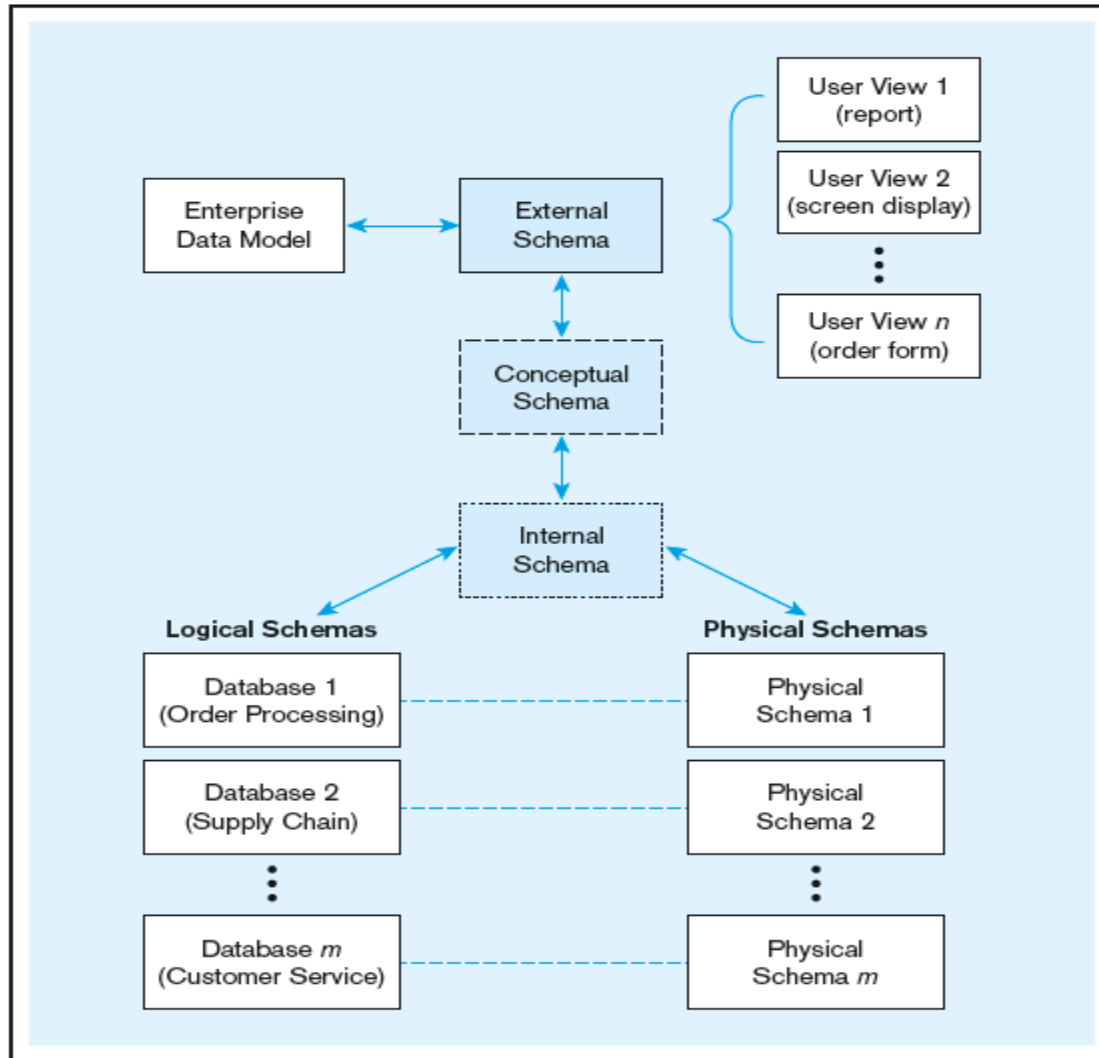 User View 1
(report)
User View 2
(screen display)
Enterprise
Data Model
External
Schema
User View n
(order form)
Conceptual
Schema
Internal
Schema
Logical Schemas
Physical Schemas
Database 1
(Order Processing)
Physical
Schema 1
Database 2
(Supply Chain)
Physical
Schema 2
Database m
(Customer Service)
Physical
Schema m